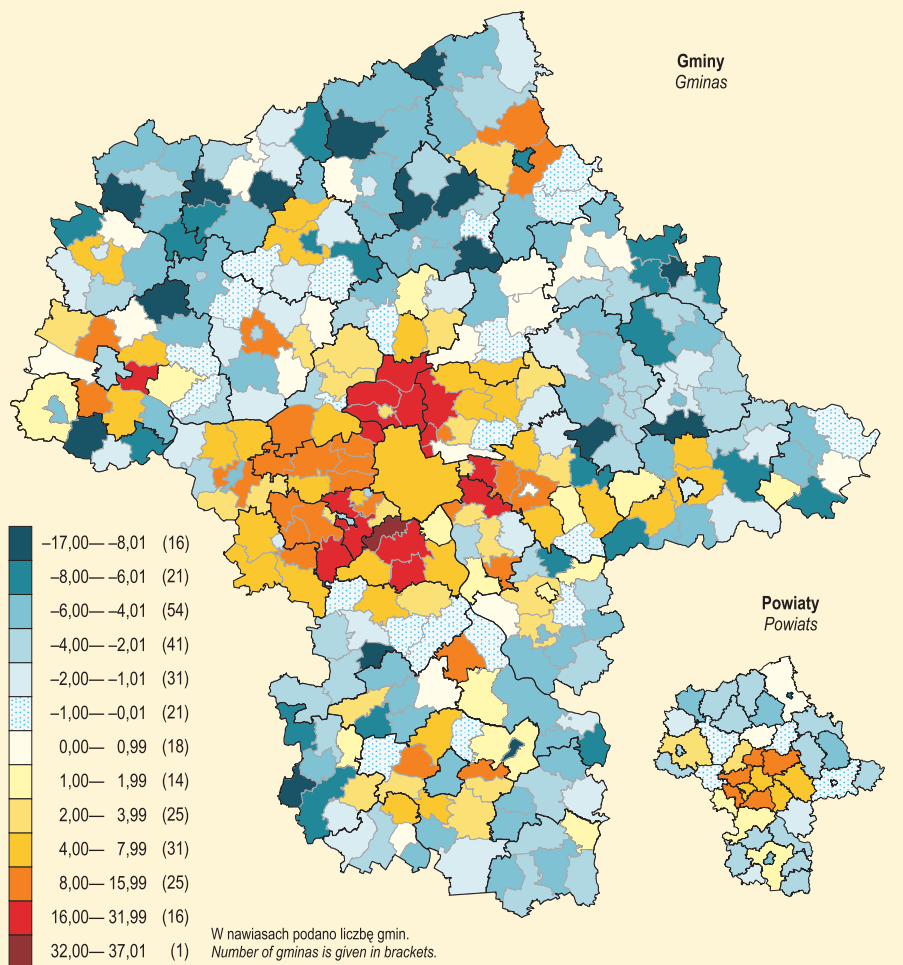 Gminy
Gminas
–17,00— –8,01 (16)
–8,00— –6,01 (21)
–6,00— –4,01 (54)
–4,00— –2,01 (41)
–2,00— –1,01 (31)
–1,00— –0,01 (21)
0,00— 0,99 (18)
1,00— 1,99 (14)
2,00— 3,99 (25)
4,00— 7,99 (31)
8,00— 15,99 (25)
16,00— 31,99 (16)
32,00— 37,01 (1)
Powiaty
Powiats
W nawiasach podano liczbę gmin.
Number of gminas is given in brackets.